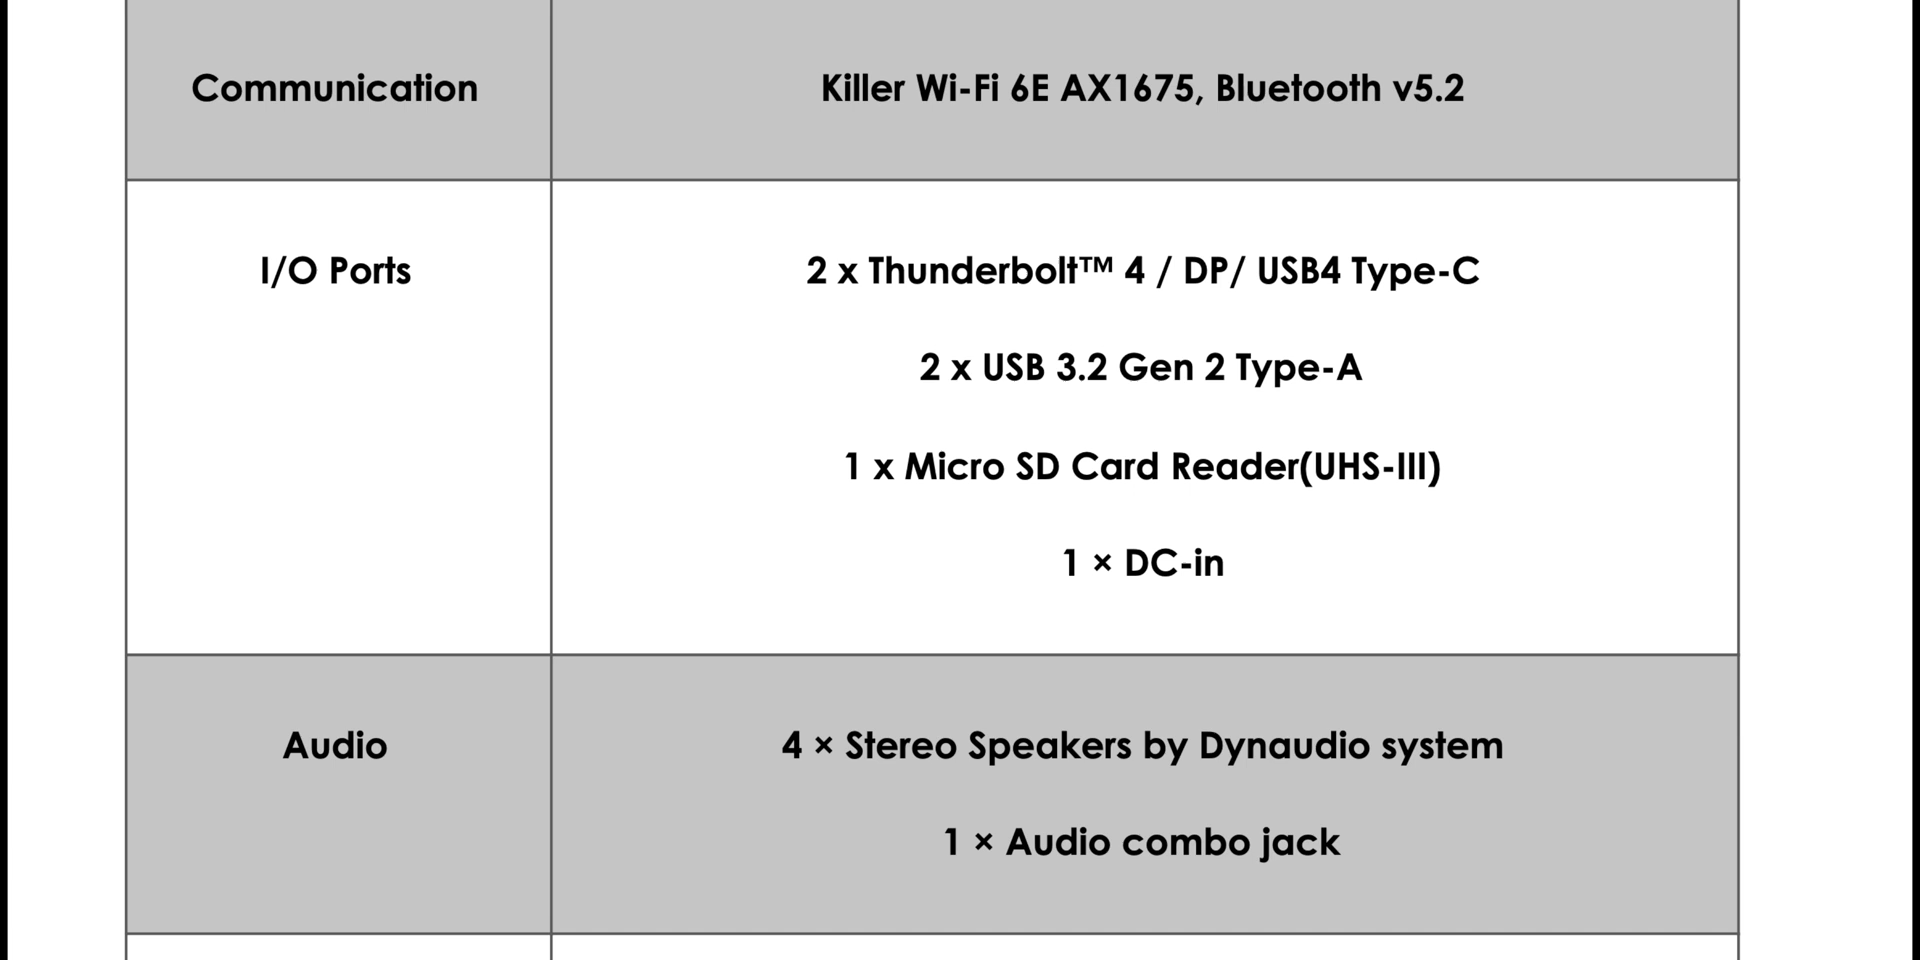 Communication
Killer Wi-Fi 6E AX1675, Bluetooth v5.2
I/O Ports
2 x Thunderbolt™ 4 / DP/ USB4 Type-C
2 x USB 3.2 Gen 2 Type-A
1 x Micro SD Card Reader(UHS-III)
1 × DC-in
Audio
4 × Stereo Speakers by Dynaudio system
1 × Audio combo jack